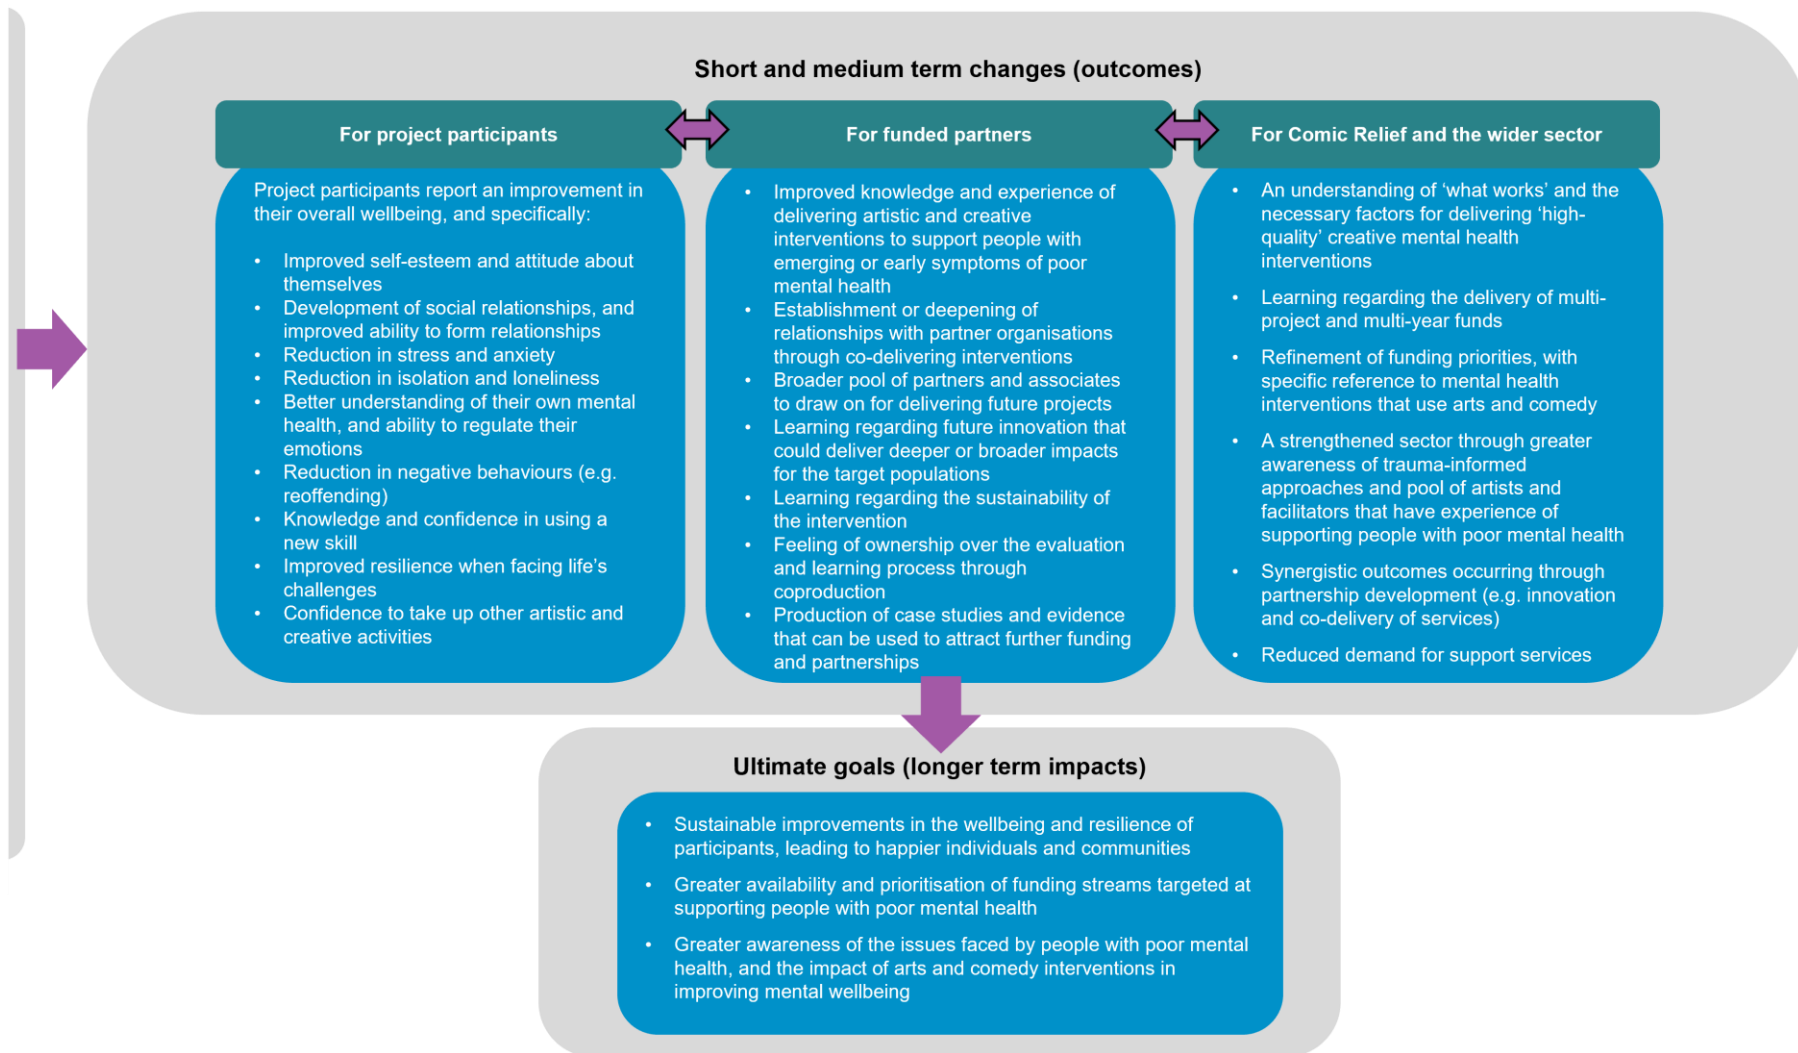 Short and medium term changes (outcomes)
For project participants
Project participants report an improvement in
their overall wellbeing, and specifically:
• Improved self-esteem and attitude about
themselves
• Development of social relationships, and
improved ability to form relationships
• Reduction in stress and anxiety
• Reduction in isolation and loneliness
• Better understanding of their own mental
health, and ability to regulate their
emotions
• Reduction in negative behaviours (e.g.
reoffending)
• Knowledge and confidence in using a
new skill
• Improved resilience when facing life's
challenges
• Confidence to take up other artistic and
creative activities
For funded partners
• Improved knowledge and experience of
delivering artistic and creative
interventions to support people with
emerging or early symptoms of poor
mental health
• Establishment or deepening of
relationships with partner organisations
through co-delivering interventions
• Broader pool of partners and associates
to draw on for delivering future projects
• Learning regarding future innovation that
could deliver deeper or broader impacts
for the target populations
• Learning regarding the sustainability of
the intervention
• Feeling of ownership over the evaluation
and learning process through
coproduction
• Production of case studies and evidence
that can be used to attract further funding
and partnerships
For Comic Relief and the wider sector
• An understanding of ‘what works’ and the
necessary factors for delivering ‘high-
quality’ creative mental health
interventions
• Learning regarding the delivery of multi-
project and multi-year funds
• Refinement of funding priorities, with
specific reference to mental health
interventions that use arts and comedy
• A strengthened sector through greater
awareness of trauma-informed
approaches and pool of artists and
facilitators that have experience of
supporting people with poor mental health
• Synergistic outcomes occurring through
partnership development (e.g. innovation
and co-delivery of services)
• Reduced demand for support services
Ultimate goals (longer term impacts)
• Sustainable improvements in the wellbeing and resilience of
participants, leading to happier individuals and communities
• Greater availability and prioritisation of funding streams targeted at
supporting people with poor mental health
• Greater awareness of the issues faced by people with poor mental
health, and the impact of arts and comedy interventions in
improving mental wellbeing